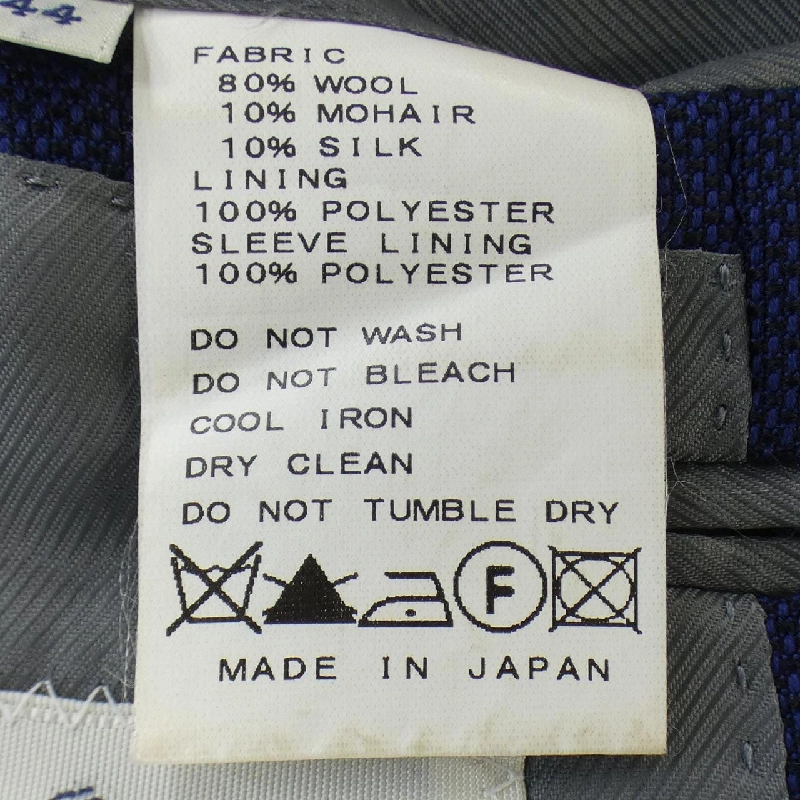 44
FABRIC
80% WOOL
10% MOHAIR
10% SILK
LINING
100% POLYESTER
SLEEVE LINING
100% POLYESTER
DO NOT WASH
DO NOT BLEACH
COOL IRON
DRY CLEAN
DO NOT TUMBLE DRY
F
MADE IN JAPAN